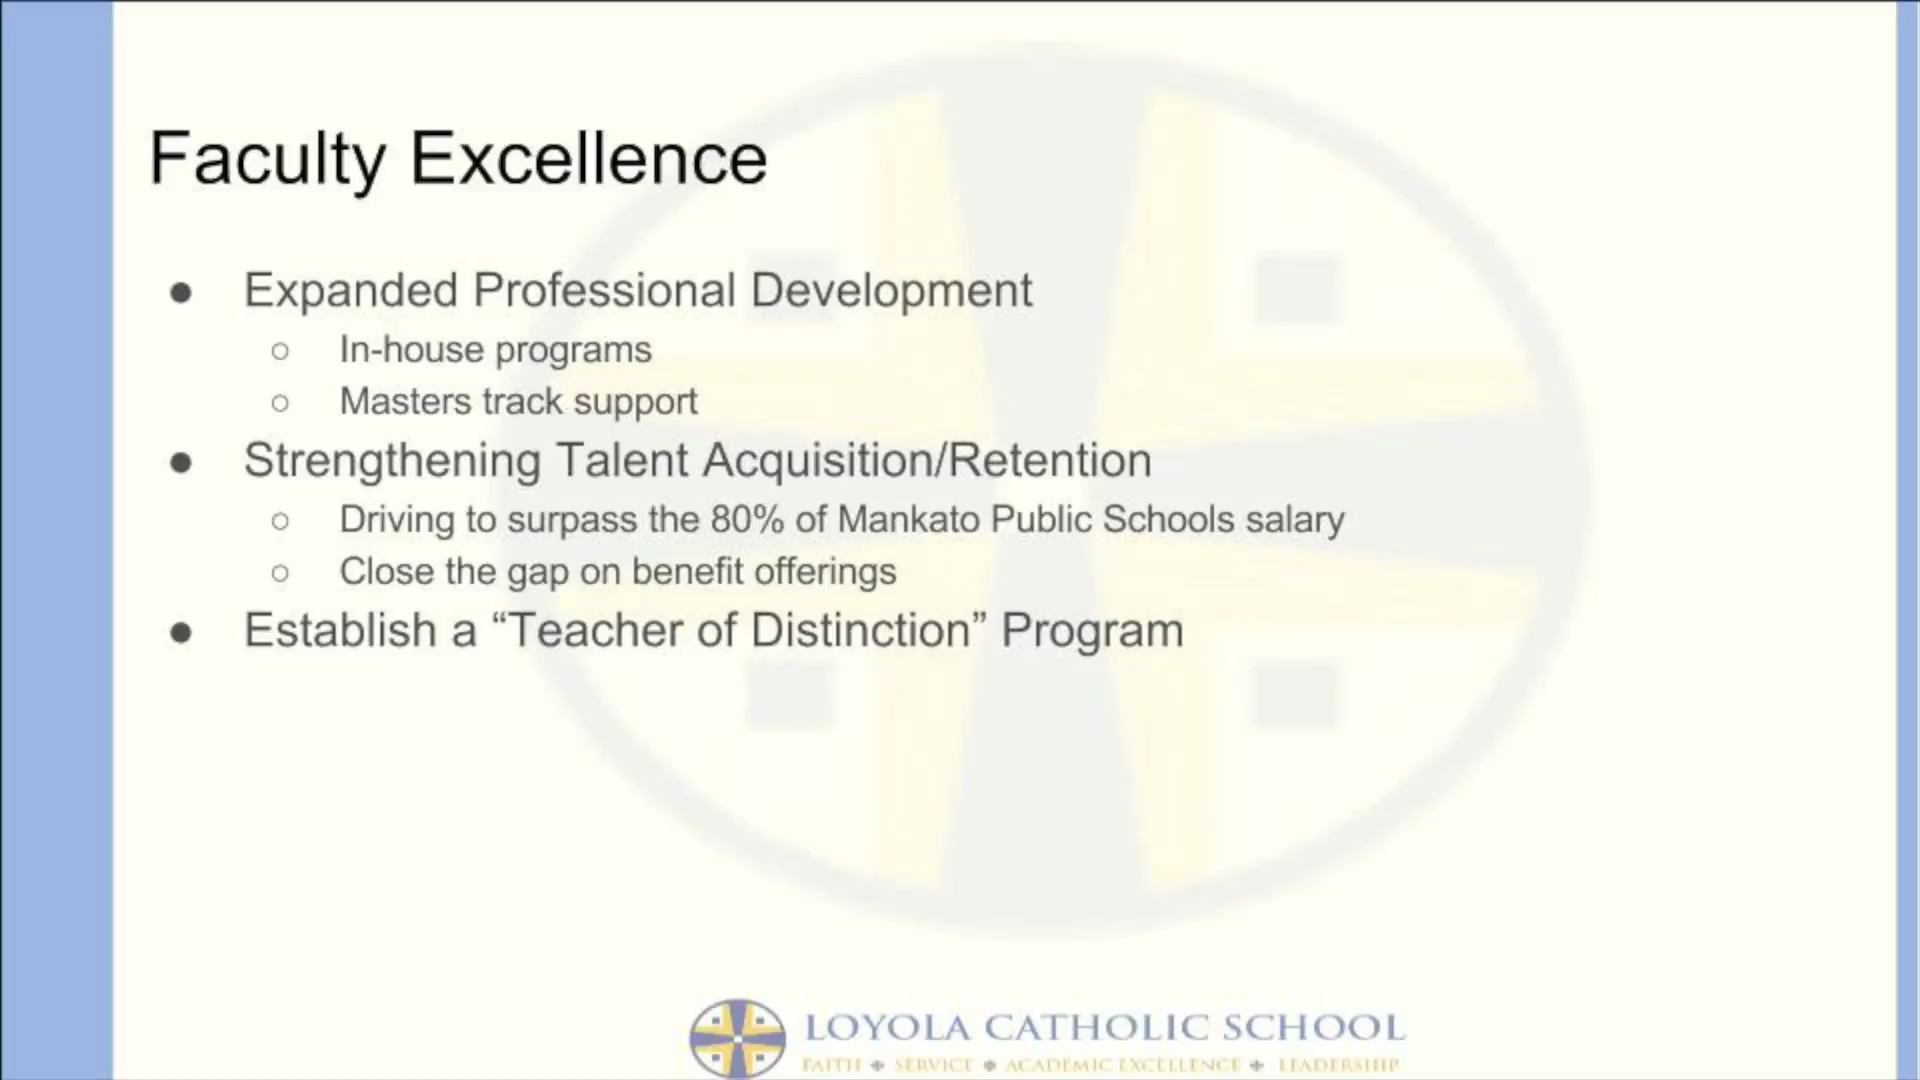 Faculty Excellence
● Expanded Professional Development
○ In-house programs
○ Masters track support
● Strengthening Talent Acquisition/Retention
○ Driving to surpass the 80% of Mankato Public Schools salary
○ Close the gap on benefit offerings
● Establish a “Teacher of Distinction” Program
LOYOLA CATHOLIC SCHOOL
FAITH ✦ SERVICE ✦ ACADEMIC EXCELLENCE ✦ LEADERSHIP